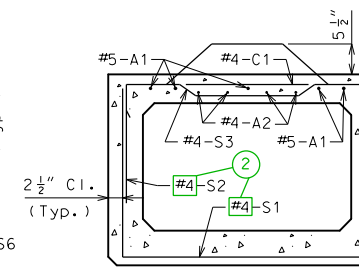 5 1/2"
#5-A1
#4-C1
#4-A2
#4-S3
#5-A1
2
2 1/2" Cl.
(Typ.)
#4-S2
#4-S1
S6